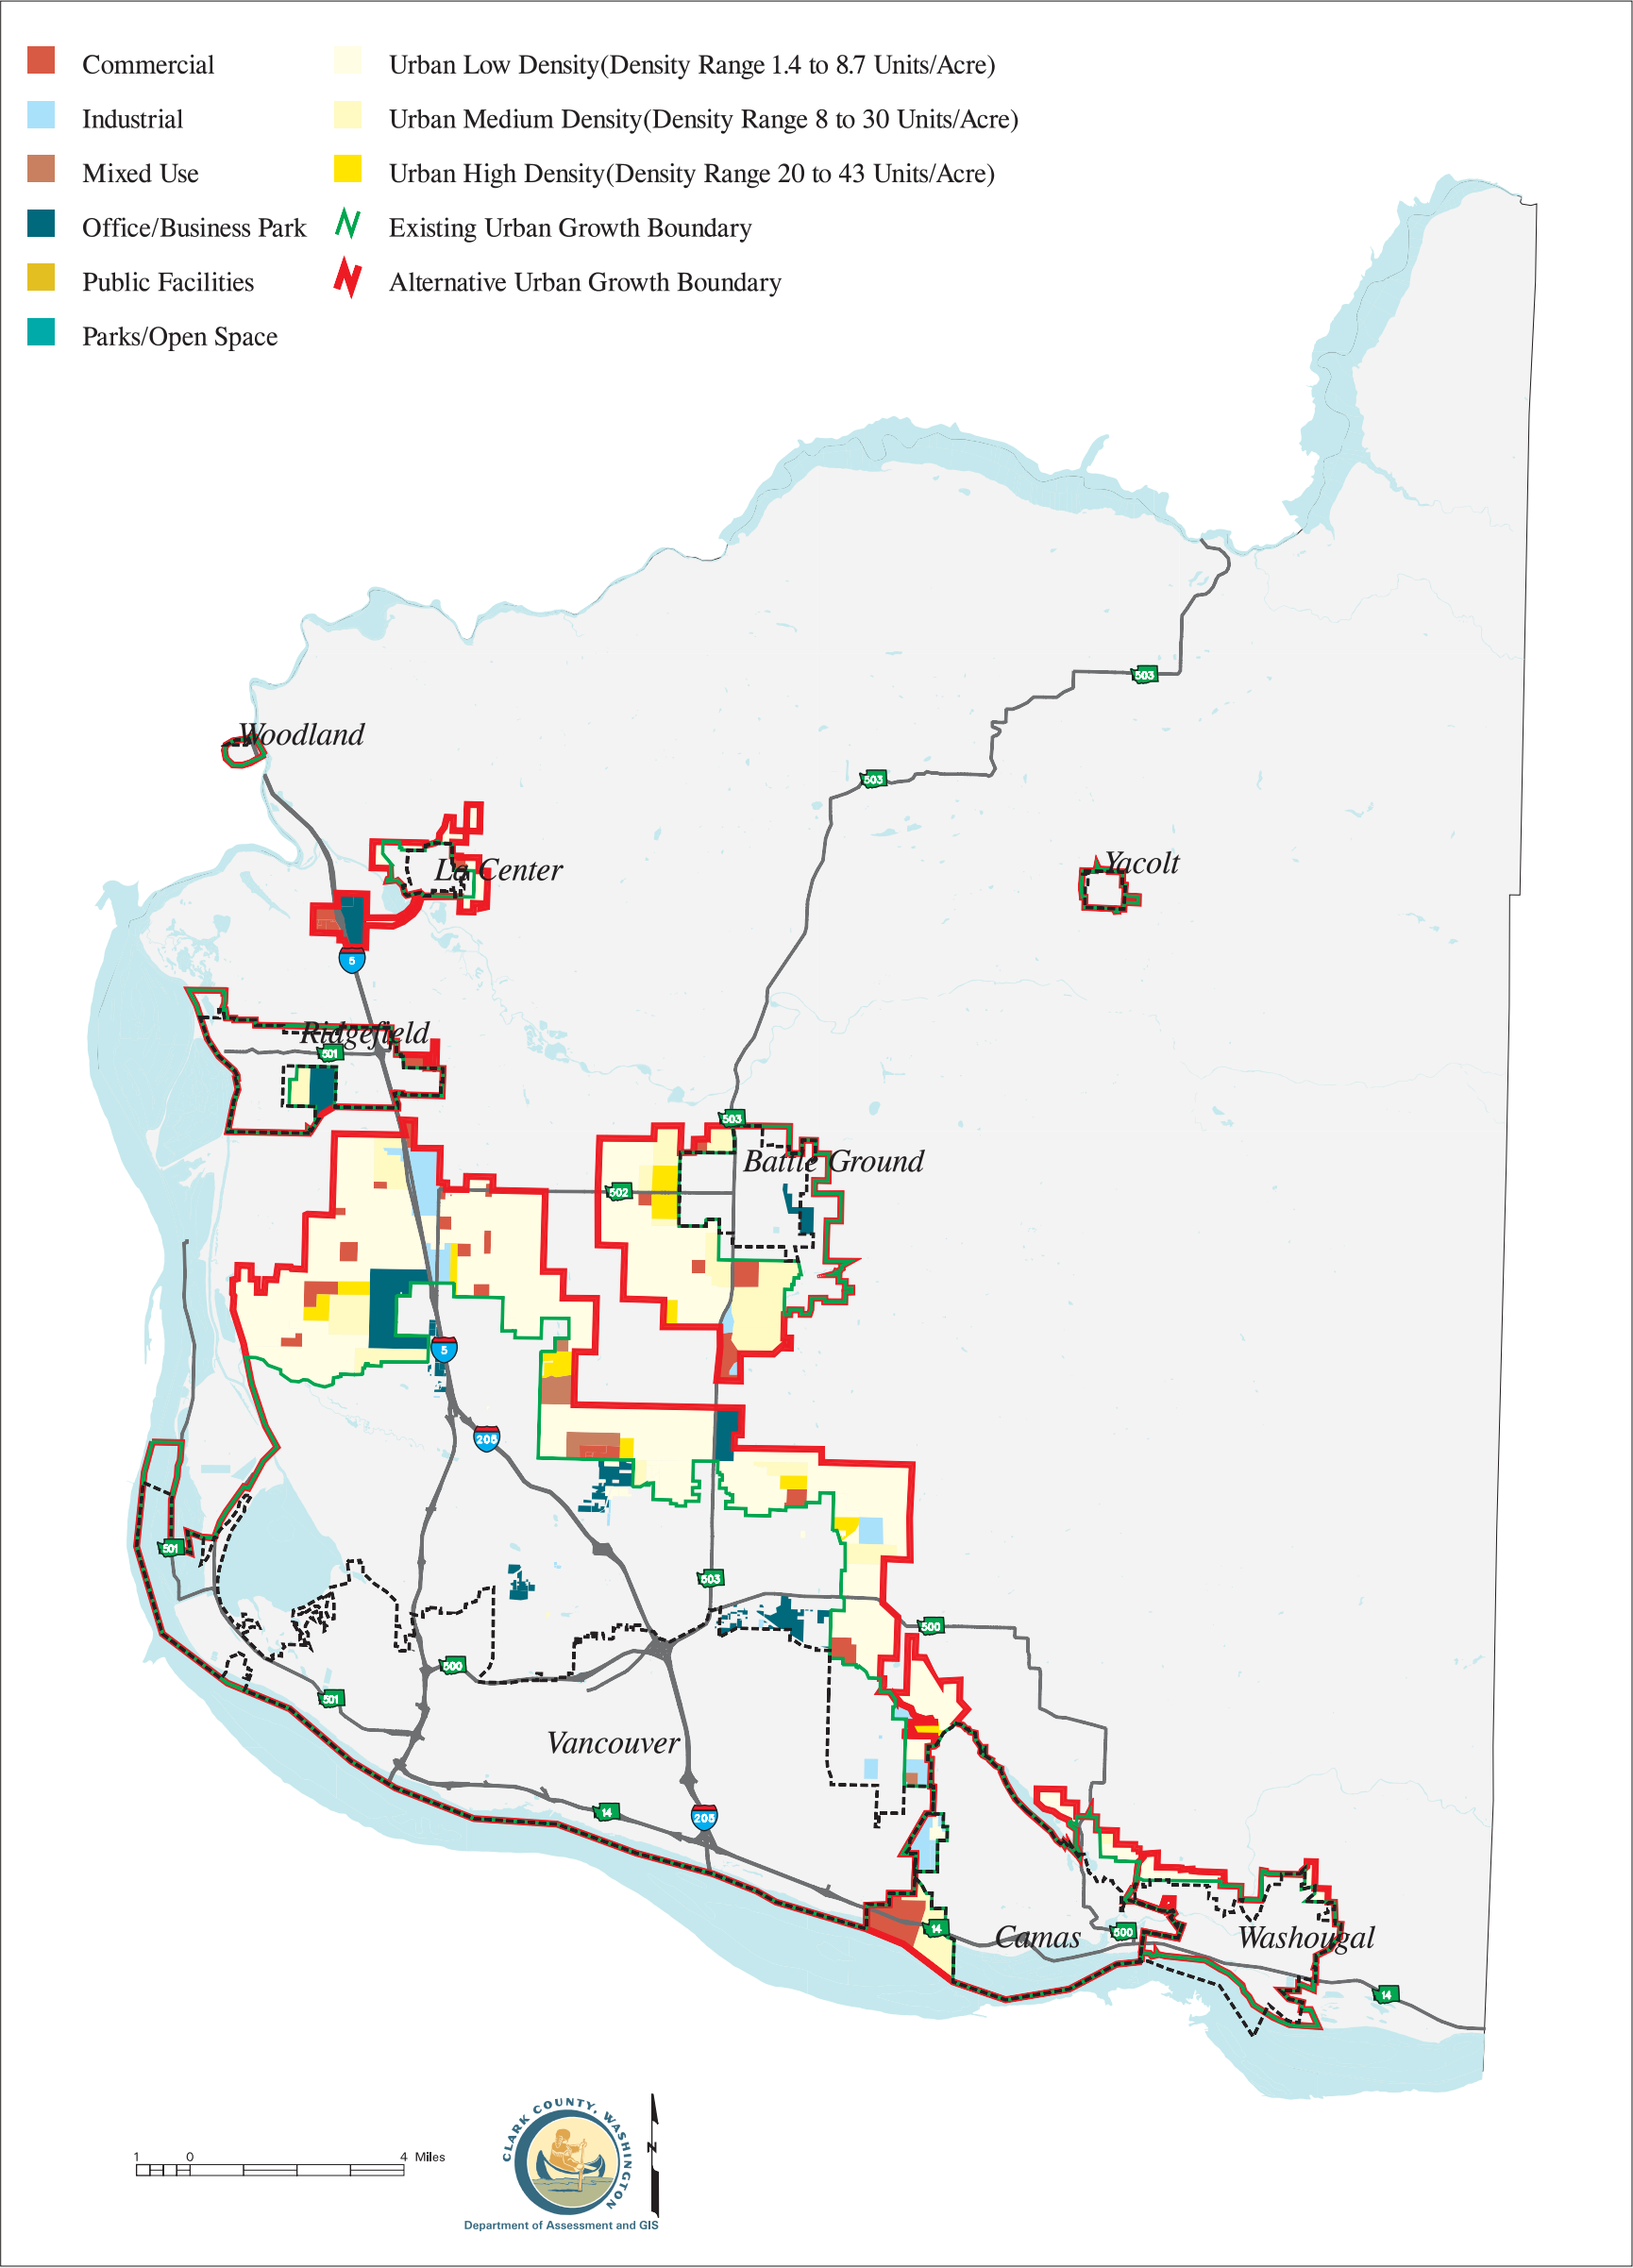 Commercial
Industrial
Mixed Use
Office/Business Park
Public Facilities
Parks/Open Space
Urban Low Density(Density Range 1.4 to 8.7 Units/Acre)
Urban Medium Density(Density Range 8 to 30 Units/Acre)
Urban High Density(Density Range 20 to 43 Units/Acre)
Existing Urban Growth Boundary
Alternative Urban Growth Boundary
503
Woodland
503
Yacolt
La Center
5
Ridgefield
501
503
Battle Ground
502
5
205
501
503
500
500
501
Vancouver
14
205
14
Camas
500
Washougal
14
1 0 4 Miles
CLARK COUNTY, WASHINGTON
N
Department of Assessment and GIS